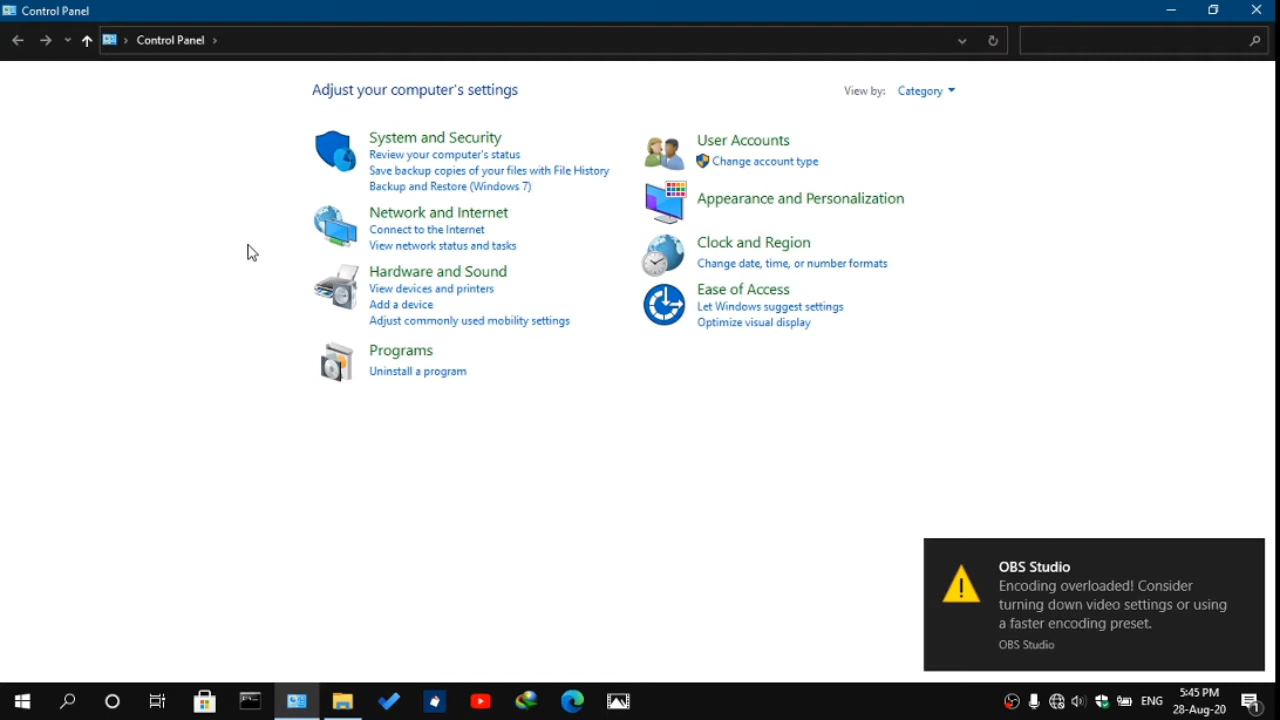 Control Panel
Control Panel
Adjust your computer's settings
View by: Category
System and Security
Review your computer's status
Save backup copies of your files with File History
Backup and Restore (Windows 7)
Network and Internet
Connect to the Internet
View network status and tasks
Hardware and Sound
View devices and printers
Add a device
Adjust commonly used mobility settings
Programs
Uninstall a program
User Accounts
Change account type
Appearance and Personalization
Clock and Region
Change date, time, or number formats
Ease of Access
Let Windows suggest settings
Optimize visual display
OBS Studio
Encoding overloaded! Consider
turning down video settings or using
a faster encoding preset.
OBS Studio
ENG
5:45 PM
28-Aug-20
1